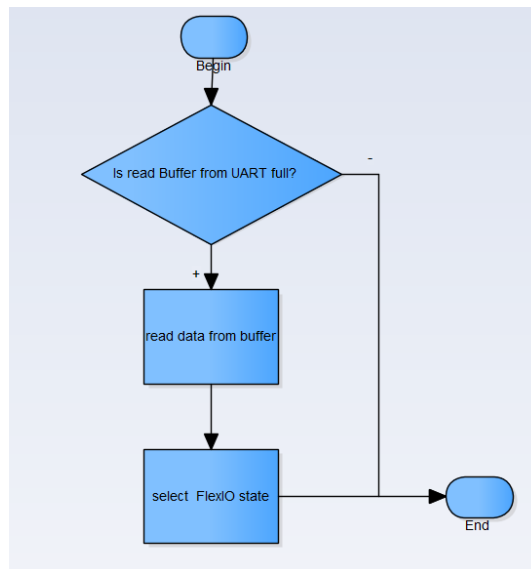 Begin
Is read Buffer from UART full?
-
+
read data from buffer
select FlexIO state
End